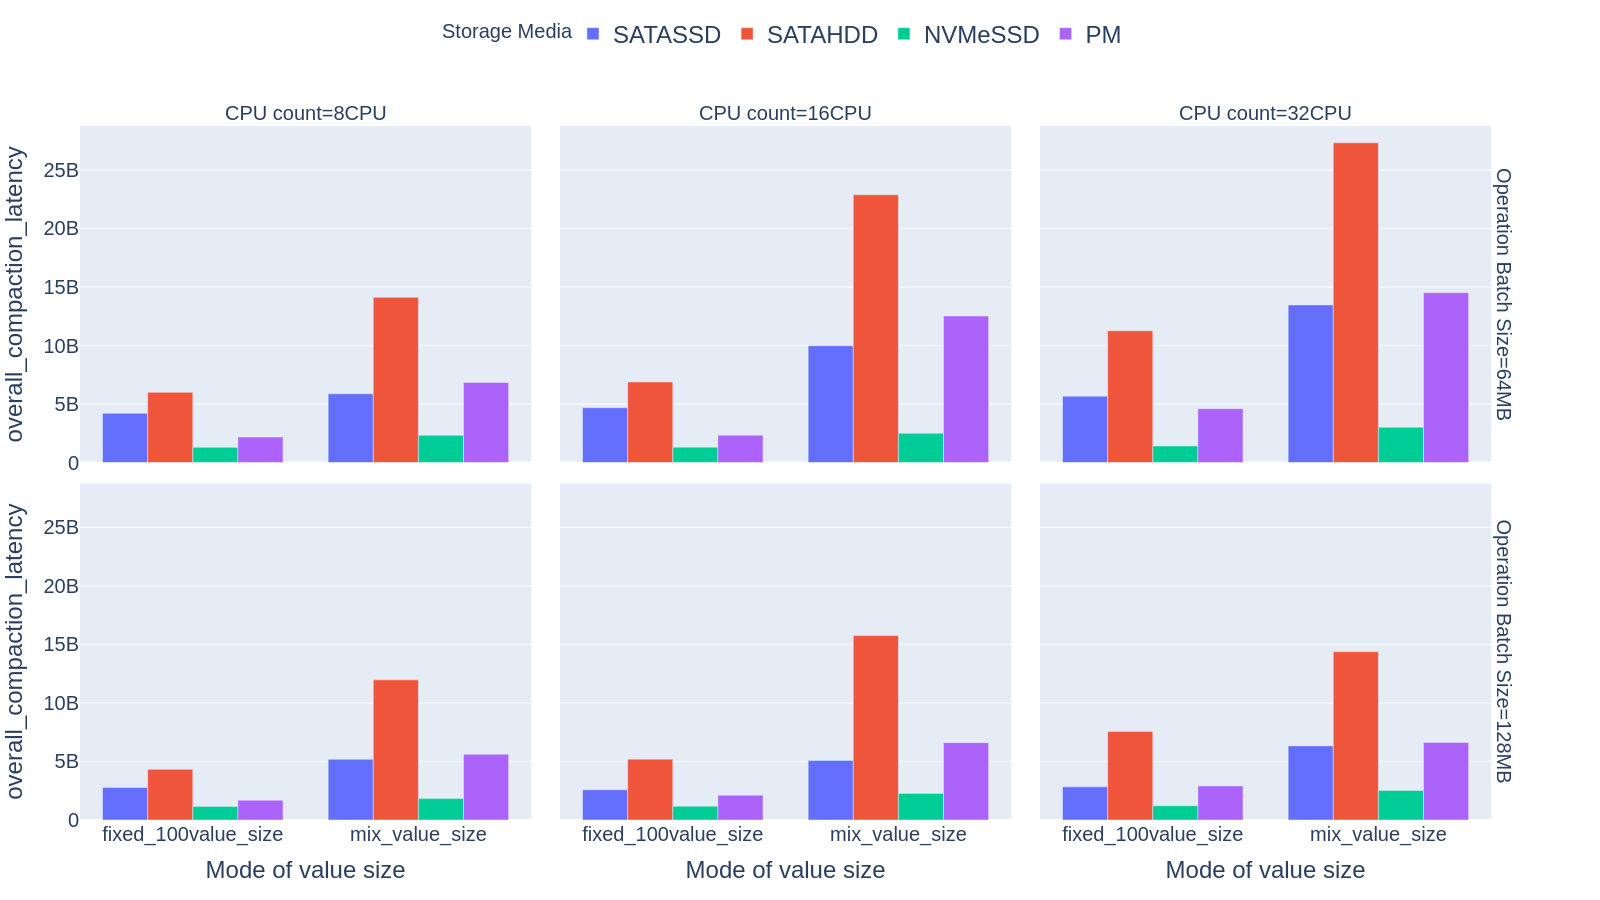 Storage Media SATASSD SATAHDD NVMeSSD PM
CPU count=8CPU CPU count=16CPU CPU count=32CPU
overall_compaction_latency
25B
20B
15B
10B
5B
0
Operation Batch Size=64MB
overall_compaction_latency
25B
20B
15B
10B
5B
0
Operation Batch Size=128MB
fixed_100value_size mix_value_size fixed_100value_size mix_value_size fixed_100value_size mix_value_size
Mode of value size Mode of value size Mode of value size